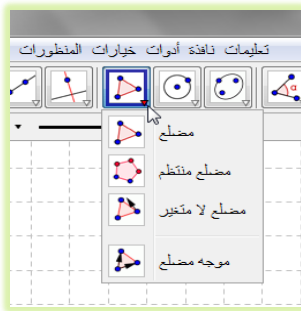 تعليمات نافذة أدوات خيارات المنظورات
مضلع
مضلع منتظم
مضلع لا متغير
موجه مضلع